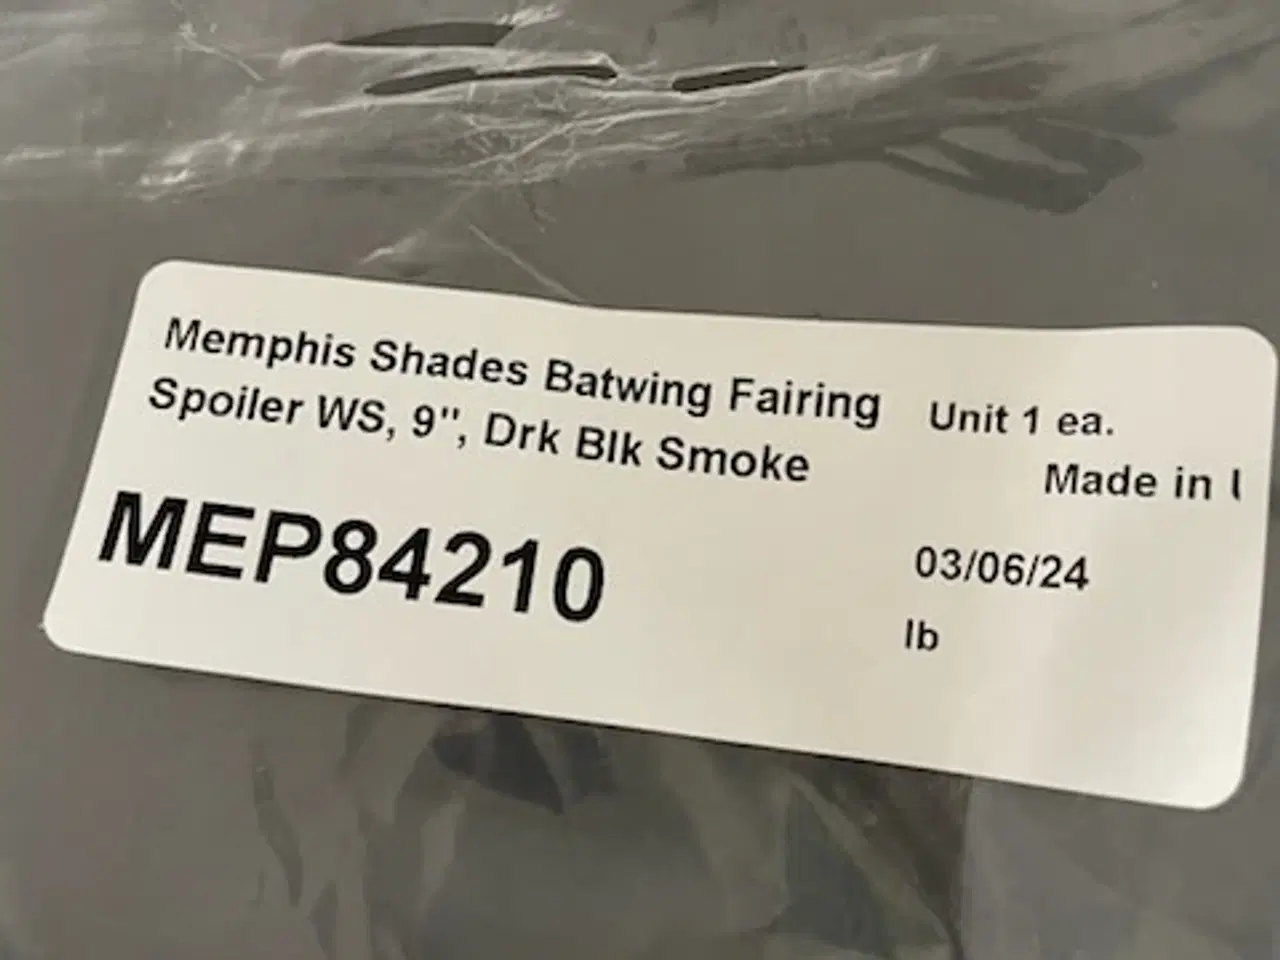 Memphis Shades Batwing Fairing
Spoiler WS, 9", Drk Blk Smoke
MEP84210
Unit 1 ea.
Made in
03/06/24
lb